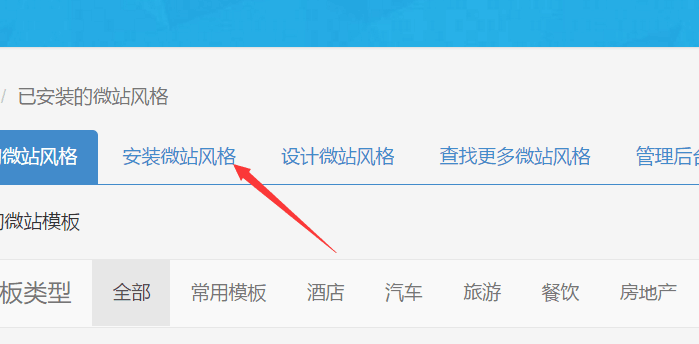 / 已安装的微站风格
微站风格 安装微站风格 设计微站风格 查找更多微站风格 管理后台
微站模板
板类型 全部 常用模板 酒店 汽车 旅游 餐饮 房地产